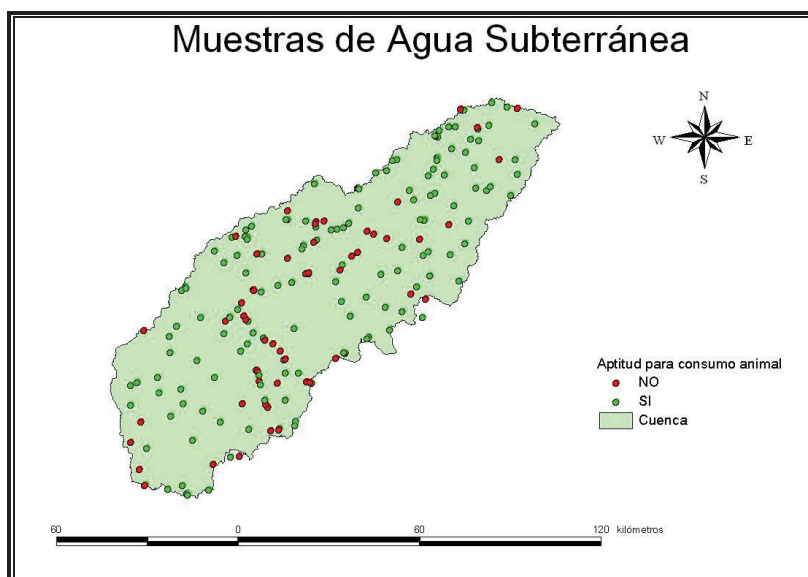 Muestras de Agua Subterránea
N
W E
S
Aptitud para consumo animal
NO
SI
Cuenca
60 0 60 120 kilómetros